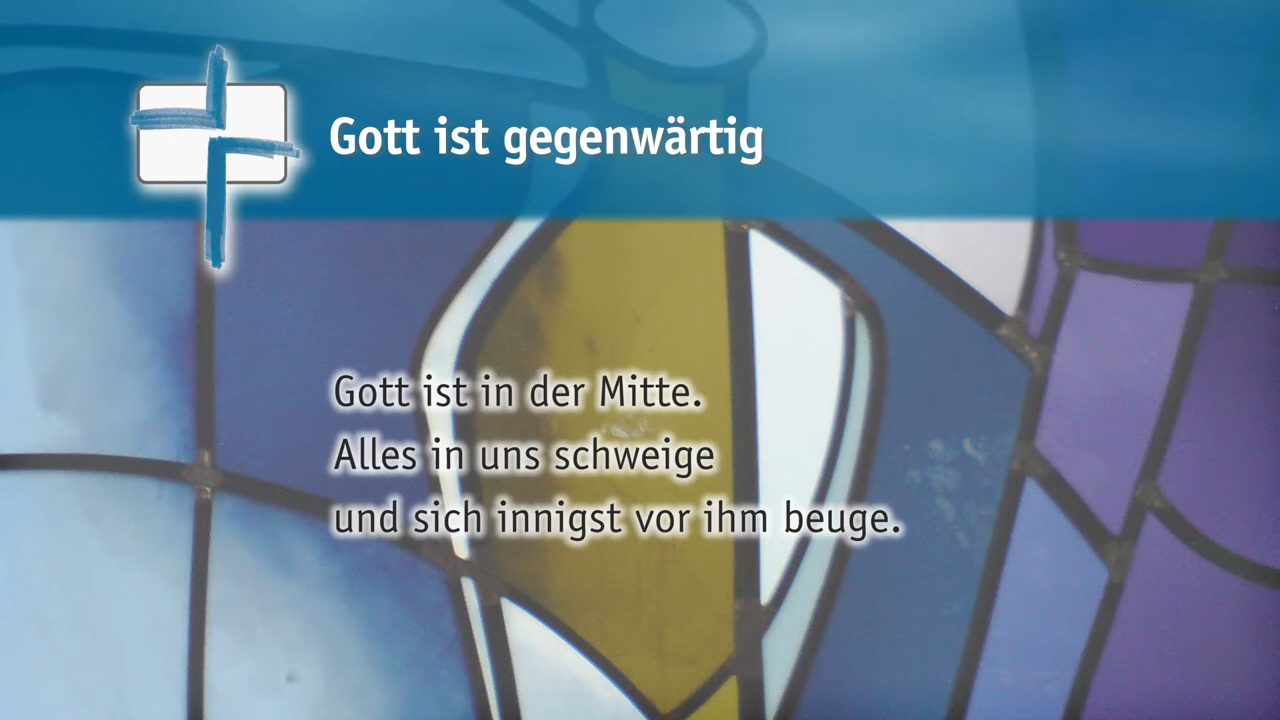 Gott ist gegenwärtig
Gott ist in der Mitte.
Alles in uns schweige
und sich innigst vor ihm beuge.